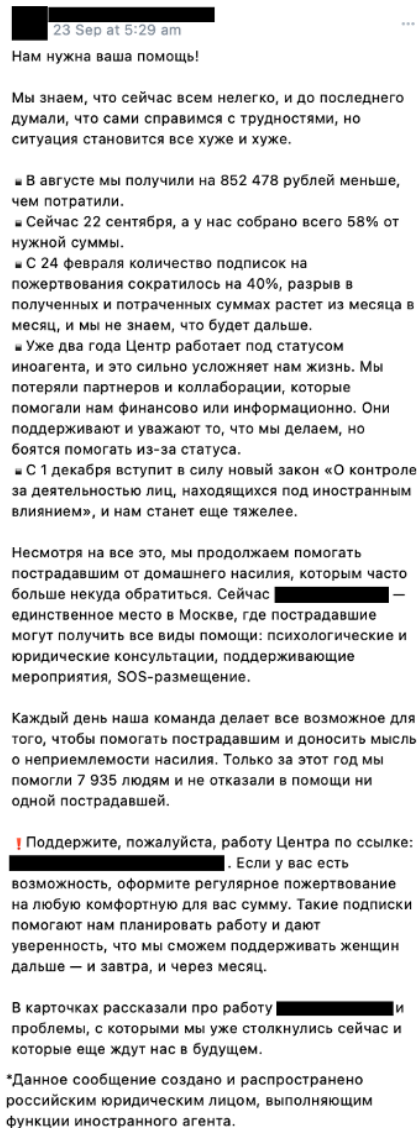 23 Sep at 5:29 am
Нам нужна ваша помощь!
Мы знаем, что сейчас всем нелегко, и до последнего
думали, что сами справимся с трудностями, но
ситуация становится все хуже и хуже.
В августе мы получили на 852 478 рублей меньше,
чем потратили.
Сейчас 22 сентября, а у нас собрано всего 58% от
нужной суммы.
С 24 февраля количество подписок на
пожертвования сократилось на 40%, разрыв в
полученных и потраченных суммах растет из месяца в
месяц, и мы не знаем, что будет дальше.
Уже два года Центр работает под статусом
иноагента, и это сильно усложняет нам жизнь. Мы
потеряли партнеров и коллаборации, которые
помогали нам финансово или информационно. Они
поддерживают и уважают то, что мы делаем, но
боятся помогать из-за статуса.
С 1 декабря вступит в силу новый закон «О контроле
за деятельностью лиц, находящихся под иностранным
влиянием», и нам станет еще тяжелее.
Несмотря на все это, мы продолжаем помогать
пострадавшим от домашнего насилия, которым часто
больше некуда обратиться. Сейчас —
единственное место в Москве, где пострадавшие
могут получить все виды помощи: психологические и
юридические консультации, поддерживающие
мероприятия, SOS-размещение.
Каждый день наша команда делает все возможное для
того, чтобы помогать пострадавшим и доносить мысль
о неприемлемости насилия. Только за этот год мы
помогли 7 935 людям и не отказали в помощи ни
одной пострадавшей.
❗Поддержите, пожалуйста, работу Центра по ссылке:
. Если у вас есть
возможность, оформите регулярное пожертвование
на любую комфортную для вас сумму. Такие подписки
помогают нам планировать работу и дают
уверенность, что мы сможем поддерживать женщин
дальше — и завтра, и через месяц.
В карточках рассказали про работу и
проблемы, с которыми мы уже столкнулись сейчас и
которые еще ждут нас в будущем.
*Данное сообщение создано и распространено
российским юридическим лицом, выполняющим
функции иностранного агента.